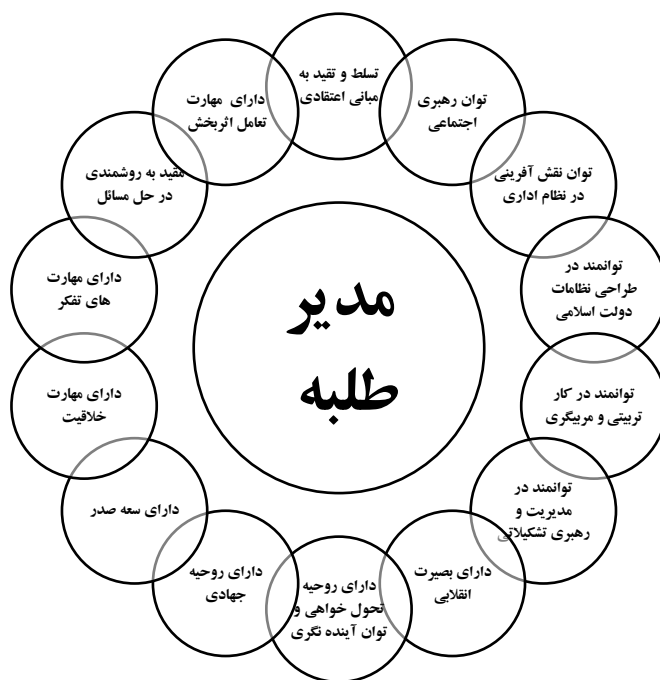 تسلط و تقید به
مبانی اعتقادی
توان رهبری
اجتماعی
توان نقش آفرینی
در نظام اداری
توانمند در
طراحی نظامات
دولت اسلامی
توانمند در کار
تربیتی و مربیگری
توانمند در
مدیریت و
رهبری تشکیلاتی
دارای بصیرت
انقلابی
دارای روحیه
تحول خواهی و
توان آینده نگری
دارای روحیه
جهادی
دارای سعه صدر
دارای مهارت
خلاقیت
دارای مهارت
های تفکر
مقید به روشمندی
در حل مسائل
دارای مهارت
تعامل اثربخش
مدیر
طلبه